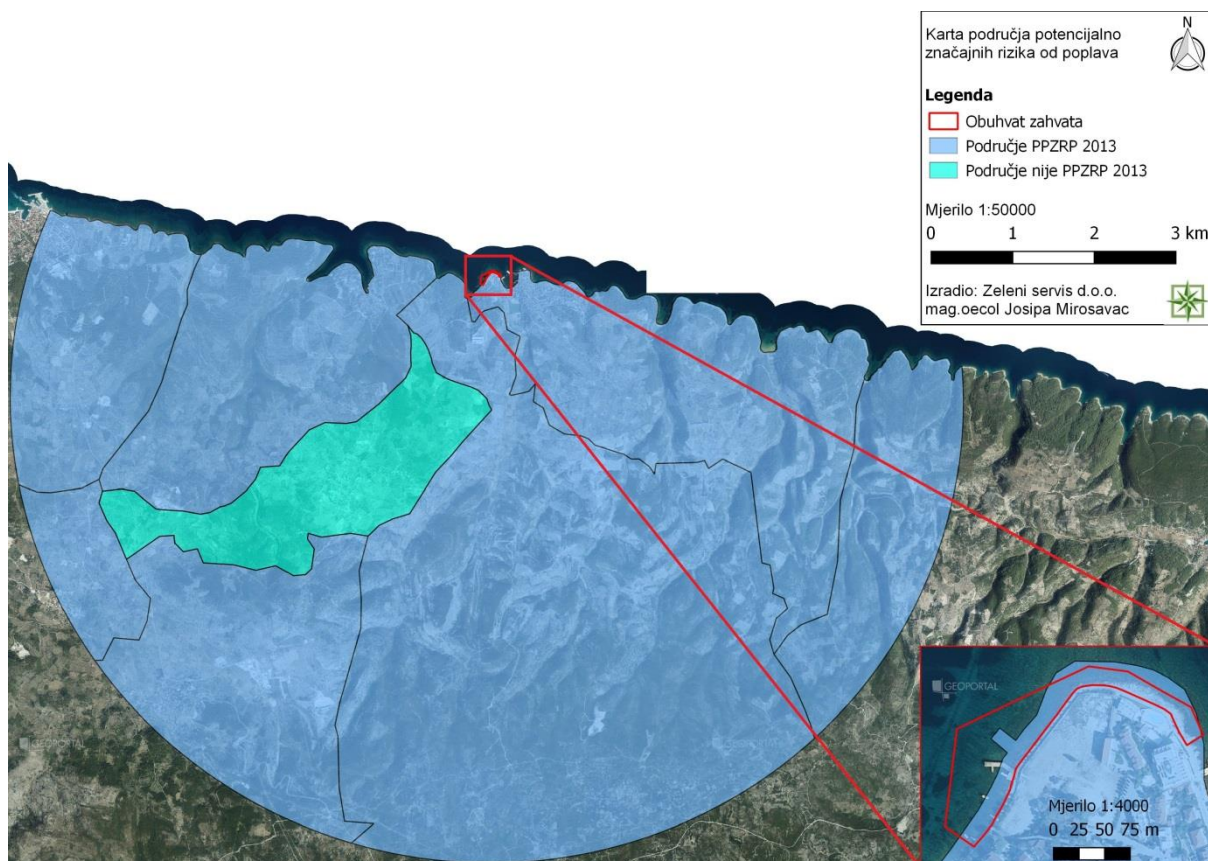 Karta područja potencijalno
značajnih rizika od poplava
N
Legenda
Obuhvat zahvata
Područje PPZRP 2013
Područje nije PPZRP 2013
Mjerilo 1:50000
0 1 2 3 km
Izradio: Zeleni servis d.o.o.
mag.oecol Josipa Mirosavac
GEOPORTAL
Mjerilo 1:4000
0 25 50 75 m